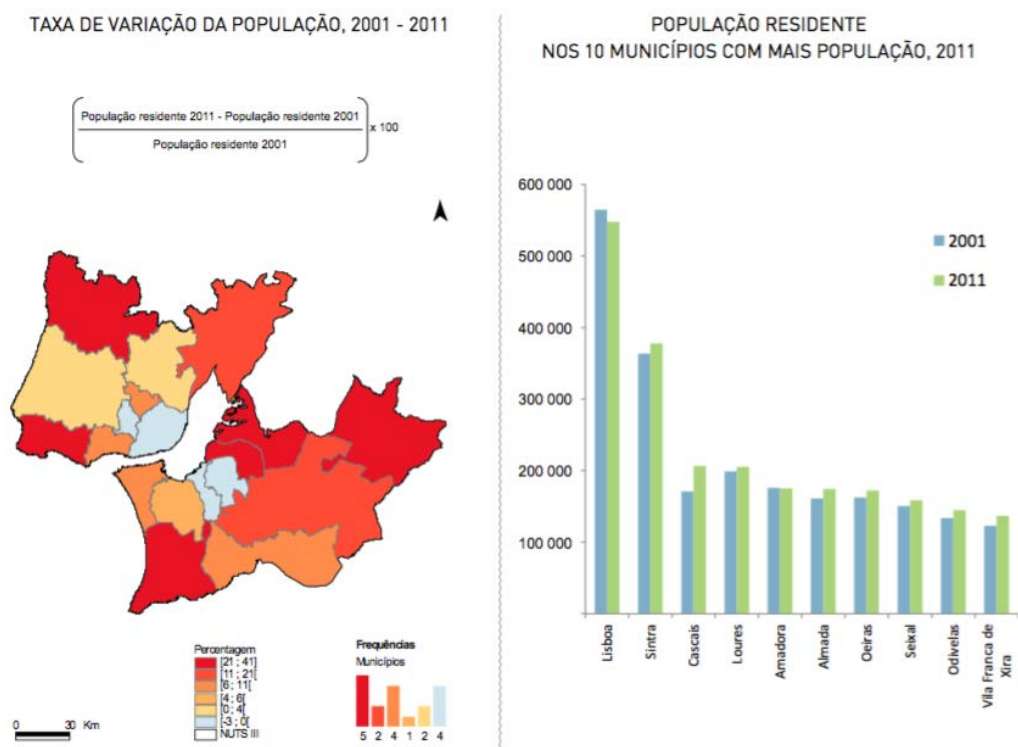 TAXA DE VARIAÇÃO DA POPULAÇÃO, 2001 - 2011
População residente 2011 - População residente 2001
População residente 2001
x 100
Percentagem
[21 ; 41]
[11 ; 21[
[6 ; 11[
[4 ; 6[
[0 ; 4[
[-3 ; 0[
NUTS III
Frequências
Municípios
5 2 4 1 2 4
0 30 Km
POPULAÇÃO RESIDENTE
NOS 10 MUNICÍPIOS COM MAIS POPULAÇÃO, 2011
600 000
500 000
400 000
300 000
200 000
100 000
2001
2011
Lisboa
Sintra
Cascais
Loures
Amadora
Almada
Oeiras
Seixal
Odivelas
Vila Franca de
Xira